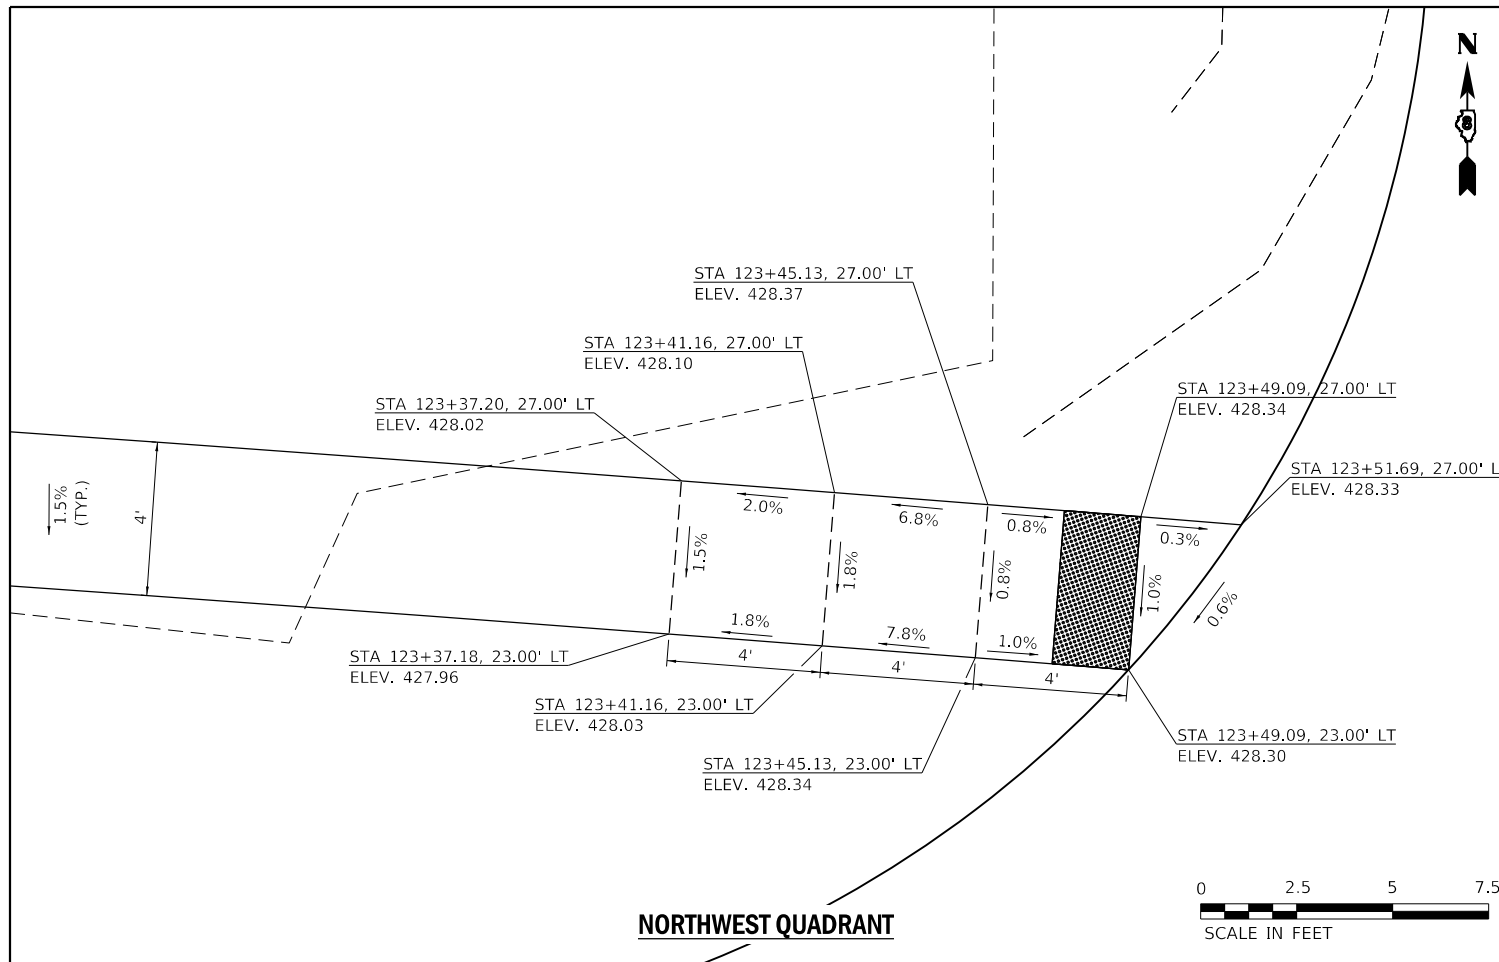 N
8
STA 123+45.13, 27.00' LT
ELEV. 428.37
STA 123+41.16, 27.00' LT
ELEV. 428.10
STA 123+37.20, 27.00' LT
ELEV. 428.02
STA 123+49.09, 27.00' LT
ELEV. 428.34
STA 123+51.69, 27.00' L
ELEV. 428.33
1.5%
(TYP.)
4'
2.0%
6.8%
0.8%
0.3%
1.5%
1.8%
0.8%
1.0%
0.6%
1.8%
7.8%
1.0%
4'
4'
4'
STA 123+37.18, 23.00' LT
ELEV. 427.96
STA 123+41.16, 23.00' LT
ELEV. 428.03
STA 123+45.13, 23.00' LT
ELEV. 428.34
STA 123+49.09, 23.00' LT
ELEV. 428.30
NORTHWEST QUADRANT
0 2.5 5 7.5
SCALE IN FEET